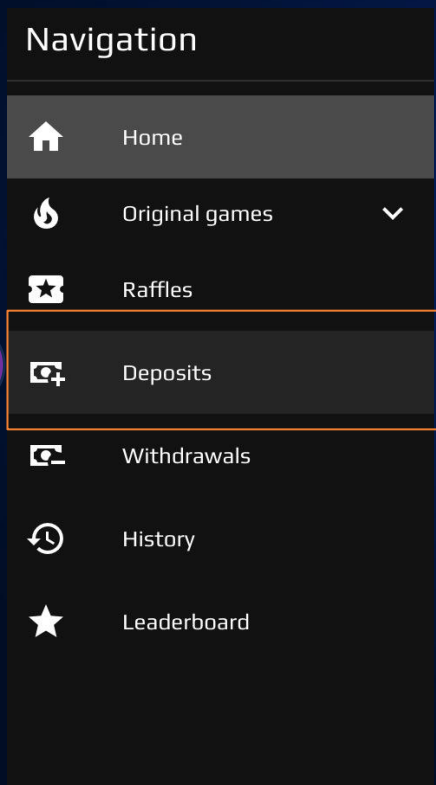 Navigation
Home
Original games
Raffles
Deposits
Withdrawals
History
Leaderboard